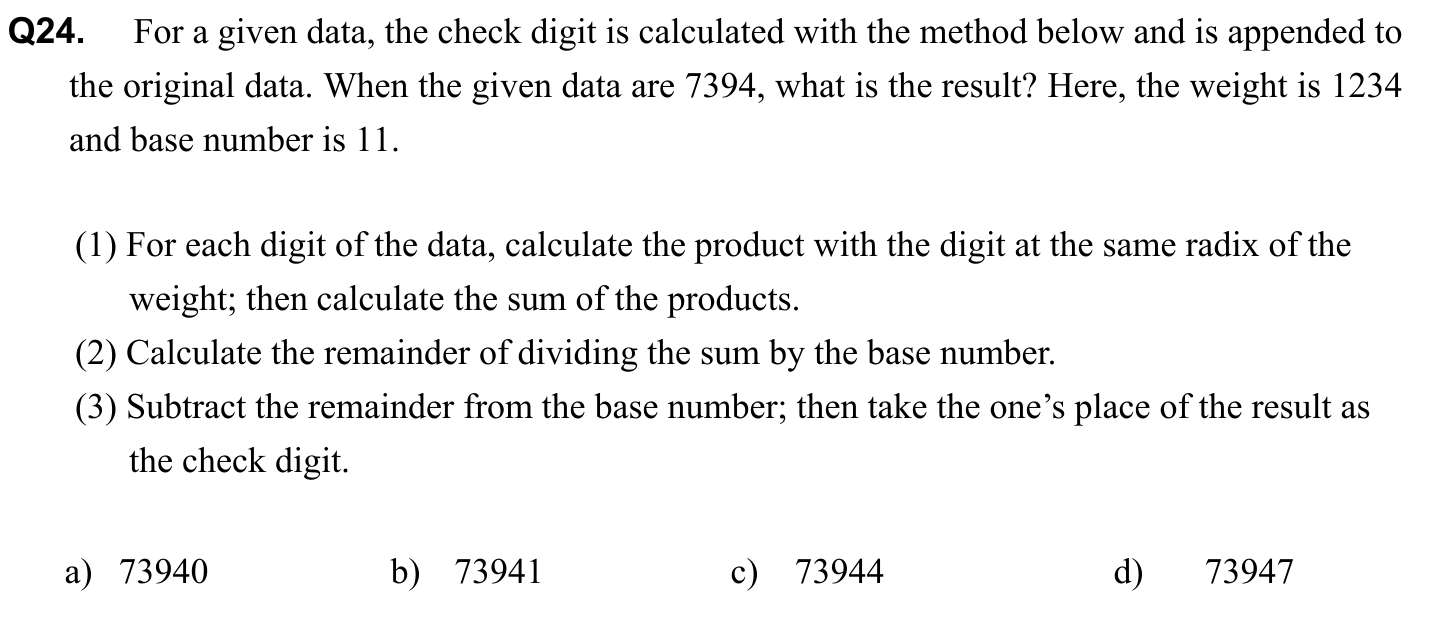 Q24. For a given data, the check digit is calculated with the method below and is appended to
the original data. When the given data are 7394, what is the result? Here, the weight is 1234
and base number is 11.
(1) For each digit of the data, calculate the product with the digit at the same radix of the
weight; then calculate the sum of the products.
(2) Calculate the remainder of dividing the sum by the base number.
(3) Subtract the remainder from the base number; then take the one’s place of the result as
the check digit.
a) 73940 b) 73941 c) 73944 d) 73947